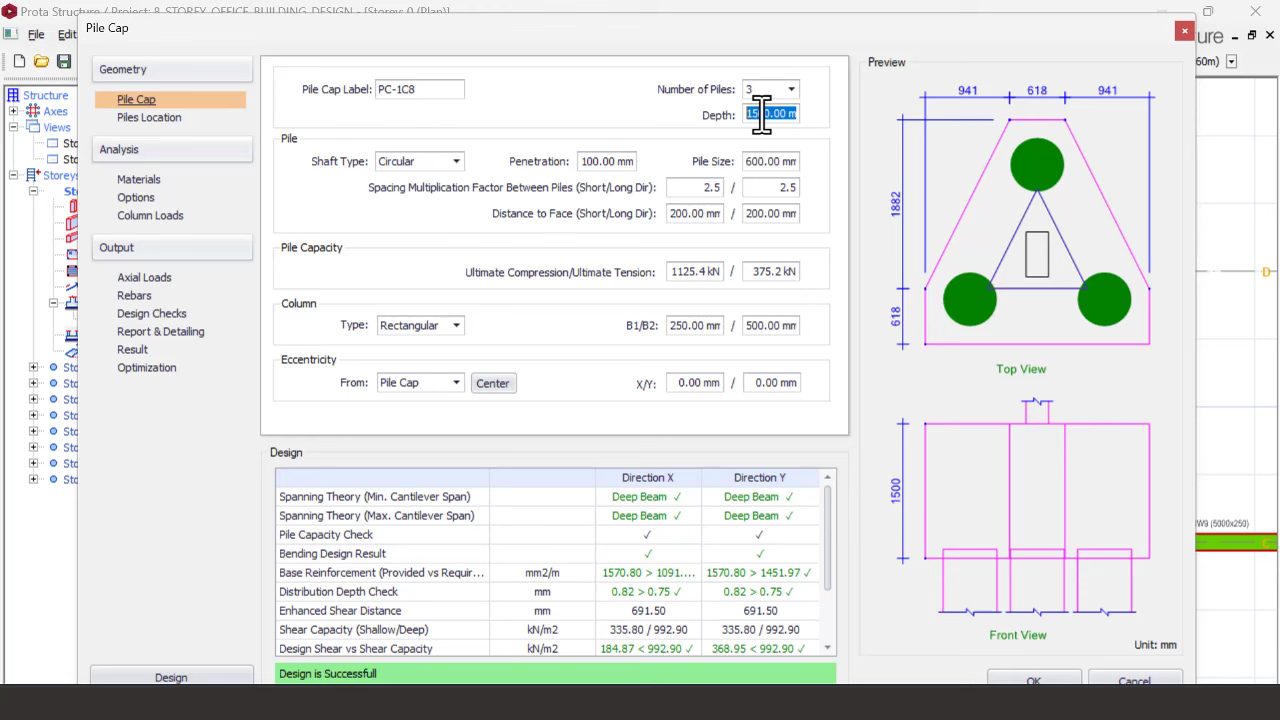 Prota Structure / Project: 8_STOREY_OFFICE_BUILDING_DESIGN - [Storey: 0 (Plan)]
File
Pile Cap
Structure
Axes
Views
Storeys
Geometry
Pile Cap
Piles Location
Analysis
Materials
Options
Column Loads
Output
Axial Loads
Rebars
Design Checks
Report & Detailing
Result
Optimization
Design
Pile Cap Label: PC-1C8 Number of Piles: 3
Depth:
Pile
Shaft Type: Circular Penetration: 100.00 mm Pile Size: 600.00 mm
Spacing Multiplication Factor Between Piles (Short/Long Dir): 2.5 / 2.5
Distance to Face (Short/Long Dir): 200.00 mm / 200.00 mm
Pile Capacity
Ultimate Compression/Ultimate Tension: 1125.4 kN / 375.2 kN
Column
Type: Rectangular B1/B2: 250.00 mm / 500.00 mm
Eccentricity
From: Pile Cap Center X/Y: 0.00 mm / 0.00 mm
Design
Direction X Direction Y
Spanning Theory (Min. Cantilever Span) Deep Beam ✓ Deep Beam ✓
Spanning Theory (Max. Cantilever Span) Deep Beam ✓ Deep Beam ✓
Pile Capacity Check ✓ ✓
Bending Design Result ✓ ✓
Base Reinforcement (Provided vs Requir... mm2/m 1570.80 > 1091.... 1570.80 > 1451.97 ✓
Distribution Depth Check mm 0.82 > 0.75 ✓ 0.82 > 0.75 ✓
Enhanced Shear Distance mm 691.50 691.50
Shear Capacity (Shallow/Deep) kN/m2 335.80 / 992.90 335.80 / 992.90
Design Shear vs Shear Capacity kN/m2 184.87 < 992.90 ✓ 368.95 < 992.90 ✓
Design is Successful
Preview
941 618 941
1882
618
Top View
1500
Front View
Unit: mm
OK Cancel
W9 (5000x250)
D